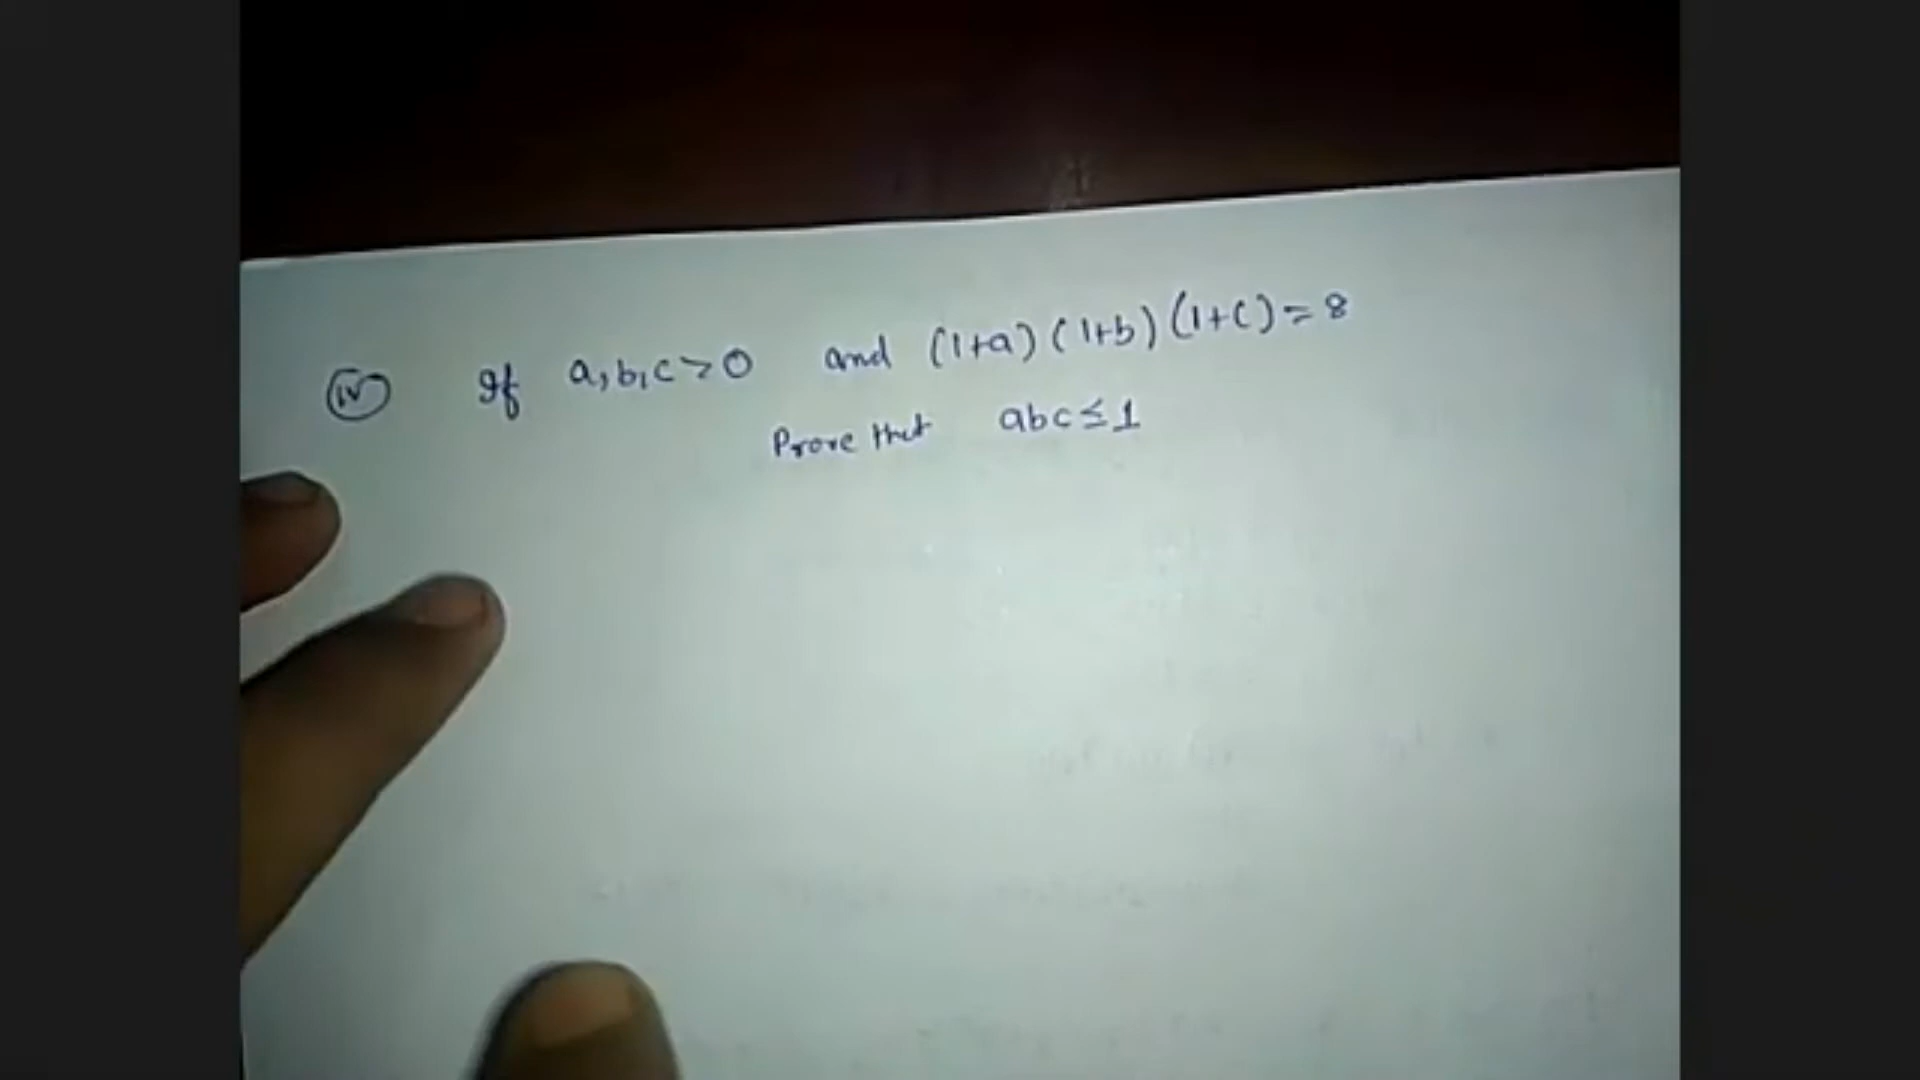 (iv) If a,b,c>0 and (1+a)(1+b)(1+c)=8
Prove that abc≤1